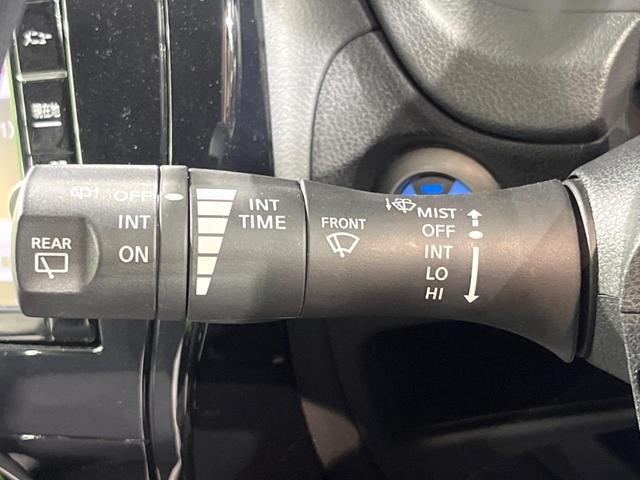 メニュー
現在地
1)
OFF
INT
ON
REAR
INT
TIME
FRONT
MIST
OFF
INT
LO
HI